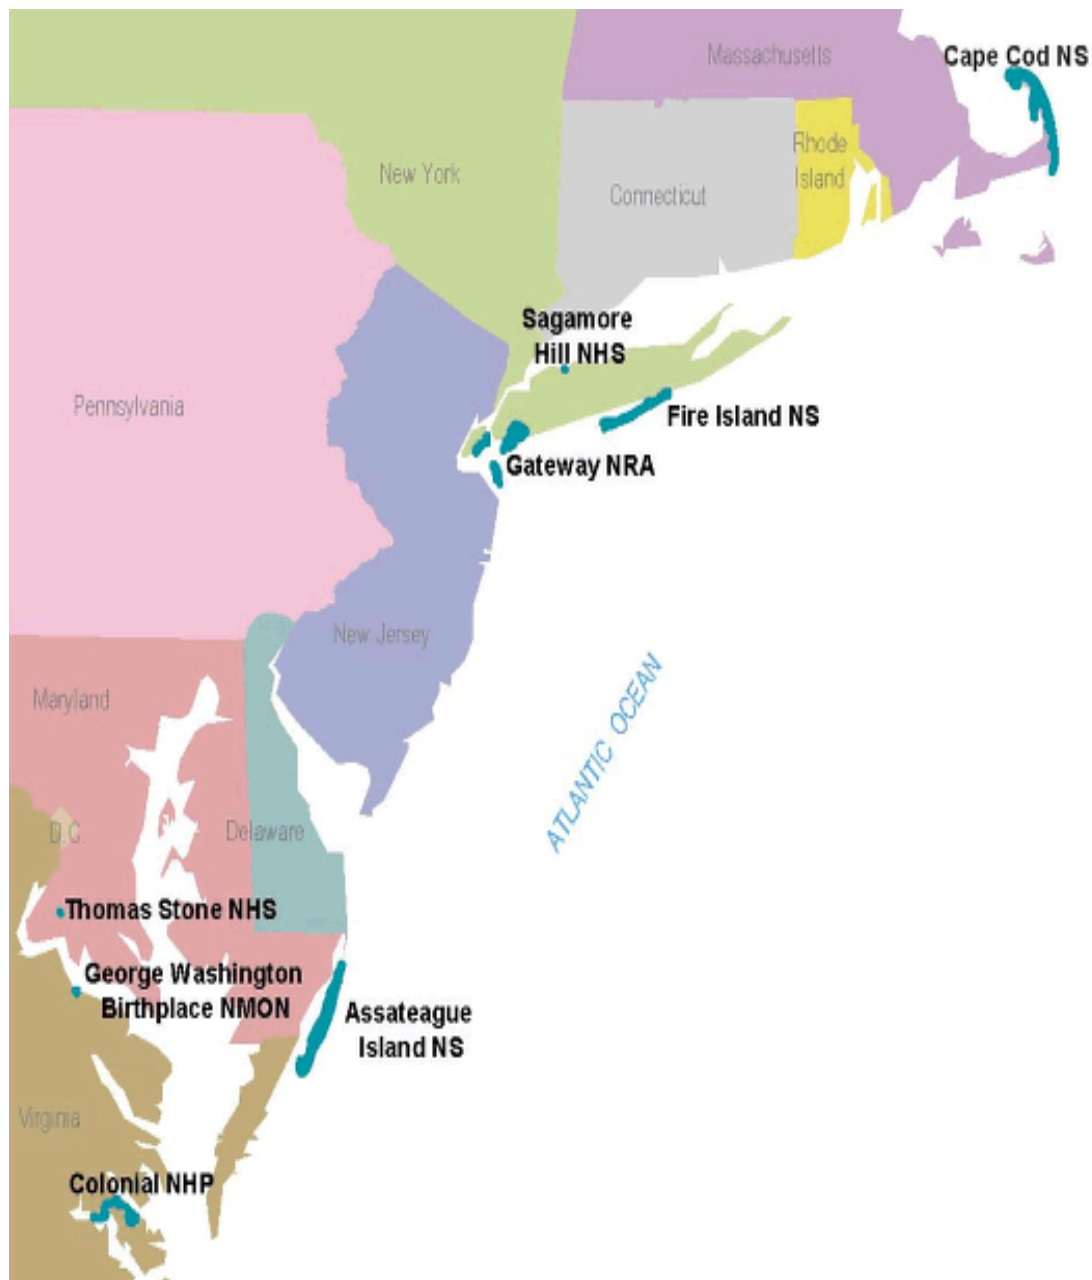 Massachusetts
Cape Cod NS
Rhode
Island
New York
Connecticut
Sagamore
Hill NHS
Pennsylvania
Fire Island NS
Gateway NRA
New Jersey
Maryland
ATLANTIC OCEAN
D.C
Delaware
Thomas Stone NHS
George Washington
Birthplace NMON
Assateague
Island NS
Virginia
Colonial NHP